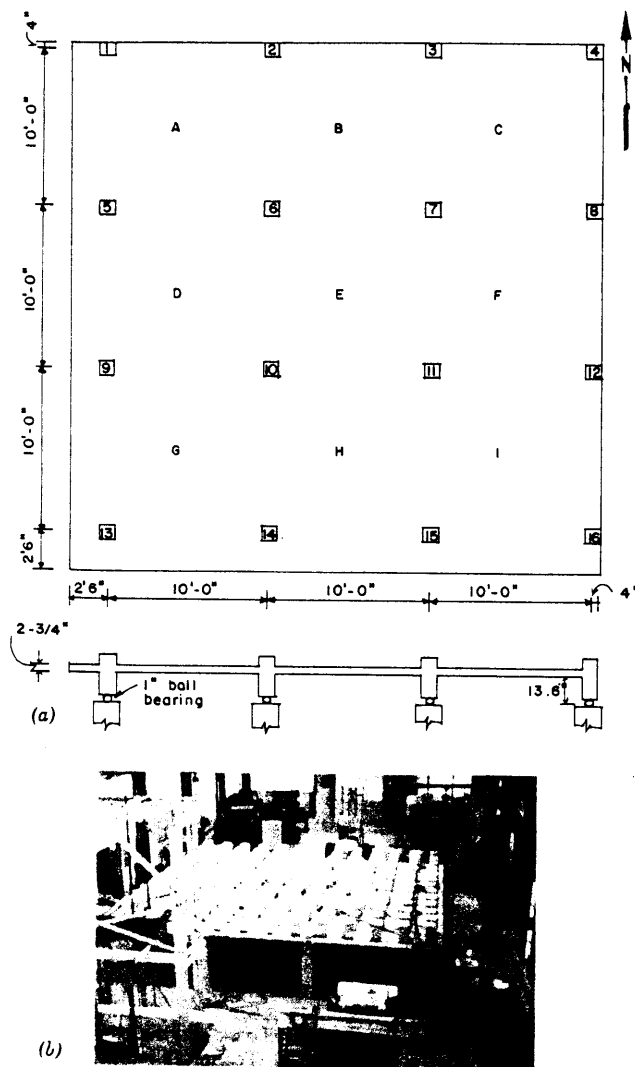 4"
1 2 3 4
N
10'-0"
A B C
5 6 7 8
10'-0"
D E F
9 10 11 12
10'-0"
G H I
13 14 15 16
2'6"
2'6" 10'-0" 10'-0" 10'-0" 4"
2-3/4"
1" ball
bearing
13.6"
(a)
(b)